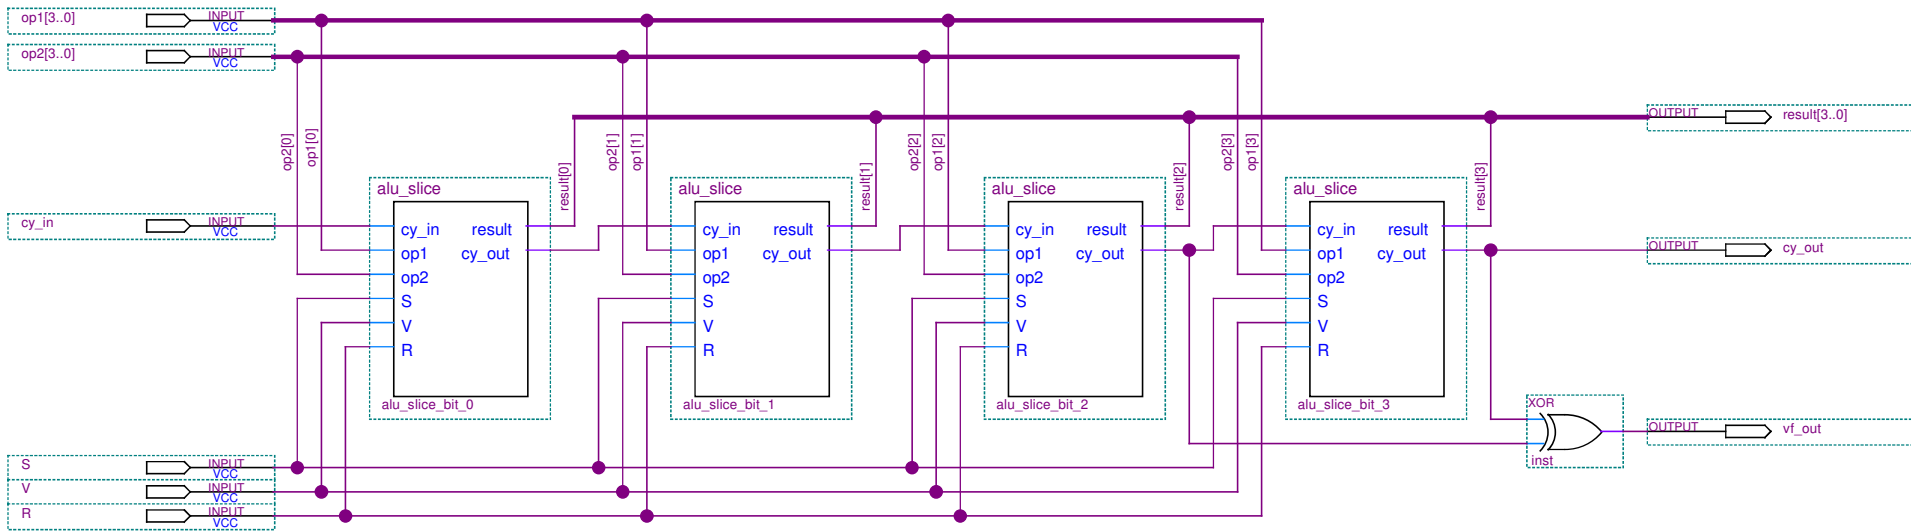 op1[3..0]
INPUT
VCC
op2[3..0]
INPUT
VCC
OUTPUT
result[3..0]
op2[0]
op1[0]
result[0]
op2[1]
op1[1]
result[1]
op2[2]
op1[2]
result[2]
op2[3]
op1[3]
result[3]
cy_in
INPUT
VCC
alu_slice
cy_in result
op1 cy_out
op2
S
V
R
alu_slice_bit_0
alu_slice
cy_in result
op1 cy_out
op2
S
V
R
alu_slice_bit_1
alu_slice
cy_in result
op1 cy_out
op2
S
V
R
alu_slice_bit_2
alu_slice
cy_in result
op1 cy_out
op2
S
V
R
alu_slice_bit_3
OUTPUT
cy_out
XOR
inst
OUTPUT
vf_out
S
INPUT
VCC
V
INPUT
VCC
R
INPUT
VCC